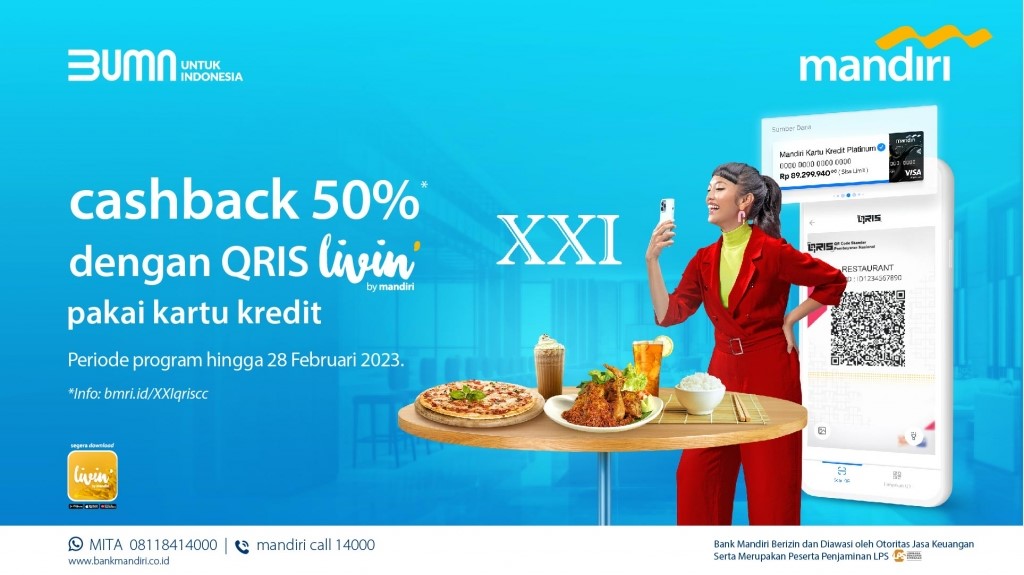 BUMN UNTUK
INDONESIA
mandiri
Sumber Dana
Mandiri Kartu Kredit Platinum
0000 0000 0000 0000
Rp 89.299.940,00 ( Sisa Limit )
mandiri
VISA
cashback 50%*
dengan QRIS livin'
by mandiri
pakai kartu kredit
XXI
Periode program hingga 28 Februari 2023.
*Info: bmri.id/XXIqriscc
QRIS
QRIS QR Code Standar
Pembayaran Nasional
RESTAURANT
: ID1234567890
segera download
livin'
by mandiri
MITA 08118414000 | mandiri call 14000
www.bankmandiri.co.id
Bank Mandiri Berizin dan Diawasi oleh Otoritas Jasa Keuangan
Serta Merupakan Peserta Penjaminan LPS LPS